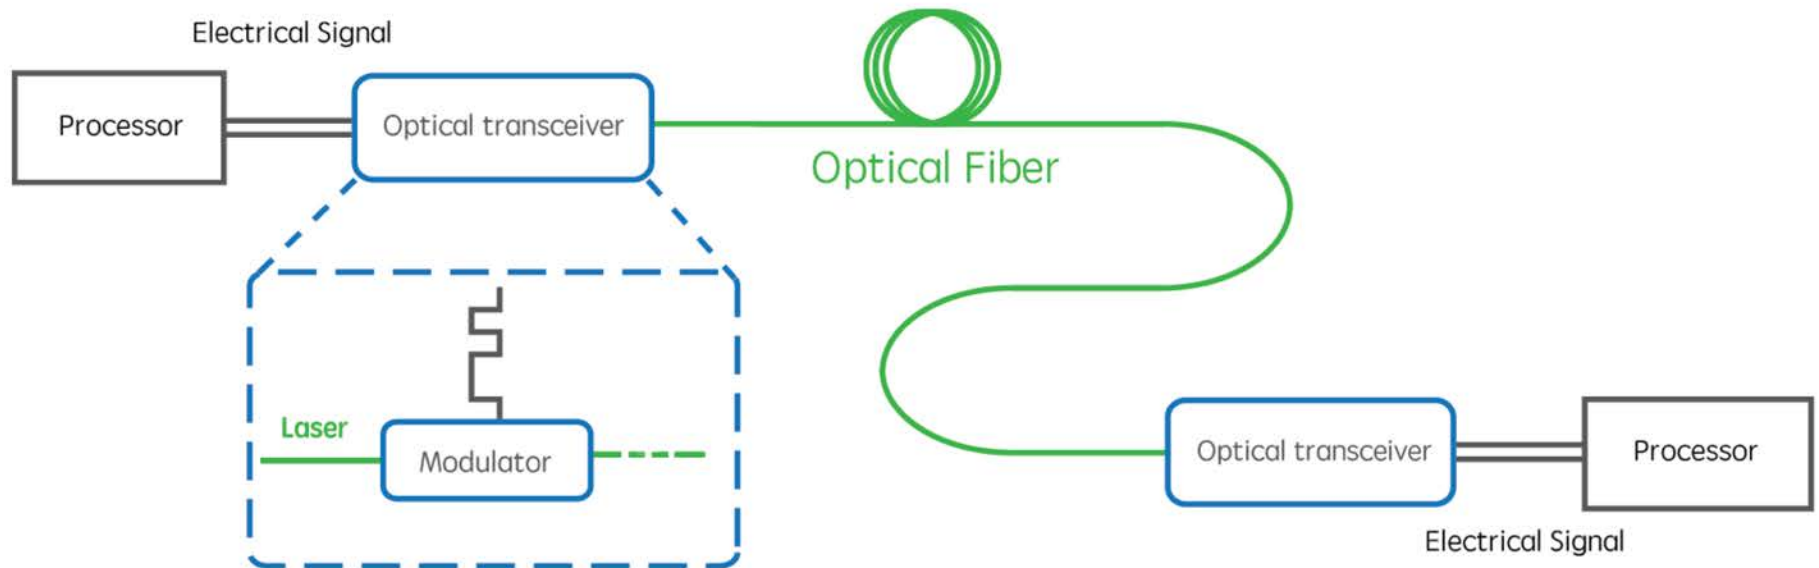 Electrical Signal
Processor
Optical transceiver
Optical Fiber
Laser
Modulator
Optical transceiver
Processor
Electrical Signal